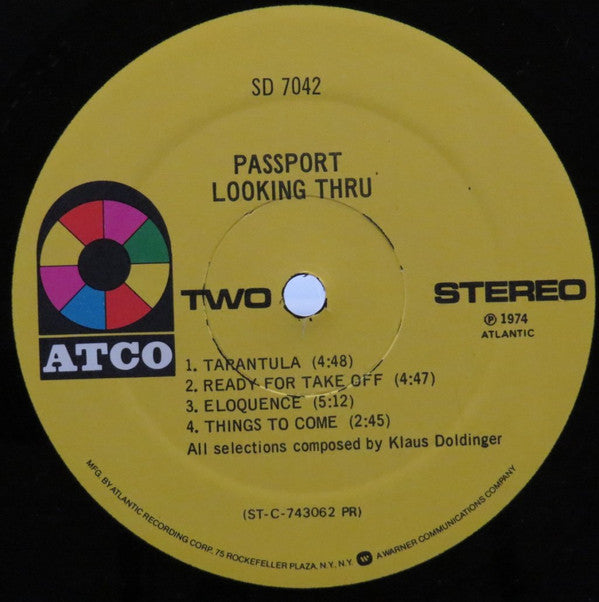 SD 7042
PASSPORT
LOOKING THRU
ATCO
TWO
STEREO
℗ 1974
ATLANTIC
1. TARANTULA (4:48)
2. READY FOR TAKE OFF (4:47)
3. ELOQUENCE (5:12)
4. THINGS TO COME (2:45)
All selections composed by Klaus Doldinger
(ST-C-743062 PR)
MFG. BY ATLANTIC RECORDING CORP. 75 ROCKEFELLER PLAZA, N.Y. N.Y. W A WARNER COMMUNICATIONS COMPANY